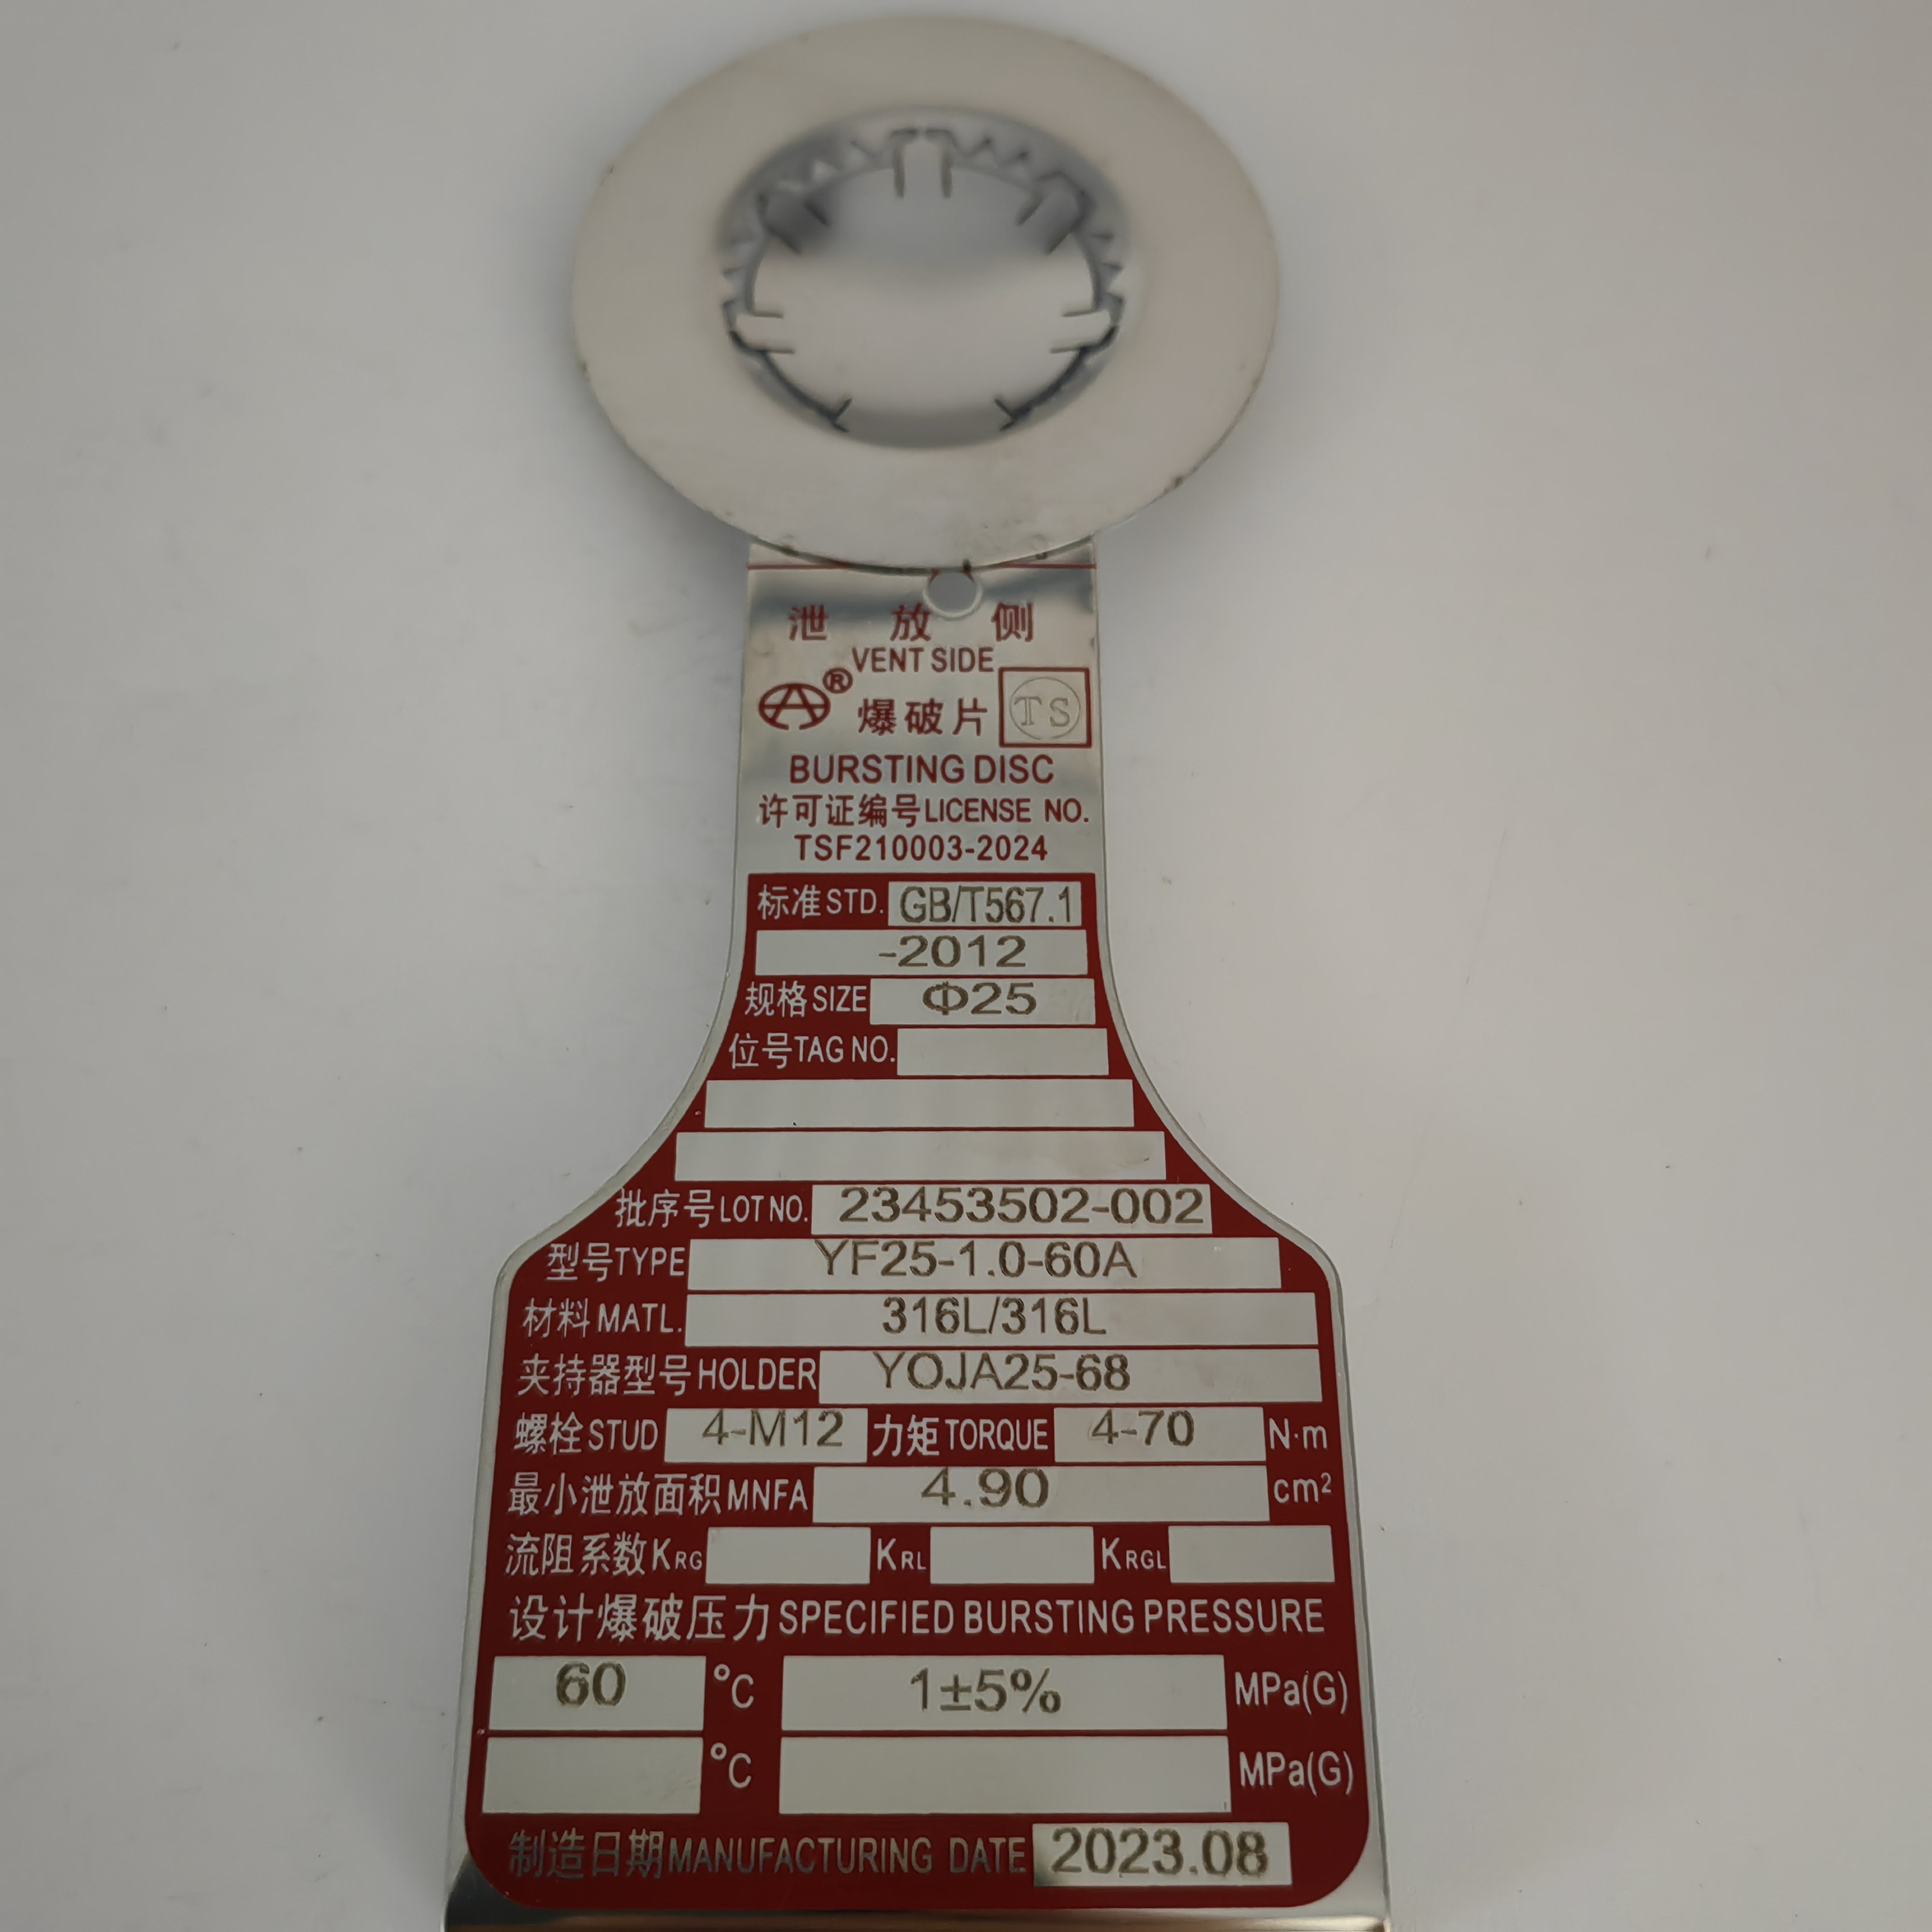 泄放侧
VENT SIDE
® 爆破片 TS
BURSTING DISC
许可证编号LICENSE NO.
TSF210003-2024
标准STD. GB/T567.1
-2012
规格SIZE Φ25
位号TAG NO.
批序号LOT NO. 23453502-002
型号TYPE YF25-1.0-60A
材料MATL. 316L/316L
夹持器型号HOLDER YOJA25-68
螺栓STUD 4-M12 力矩TORQUE 4-70 N·m
最小泄放面积MNFA 4.90 cm²
流阻系数KRG KRL KRGL
设计爆破压力SPECIFIED BURSTING PRESSURE
60 °C 1±5% MPa(G)
°C MPa(G)
制造日期MANUFACTURING DATE 2023.08